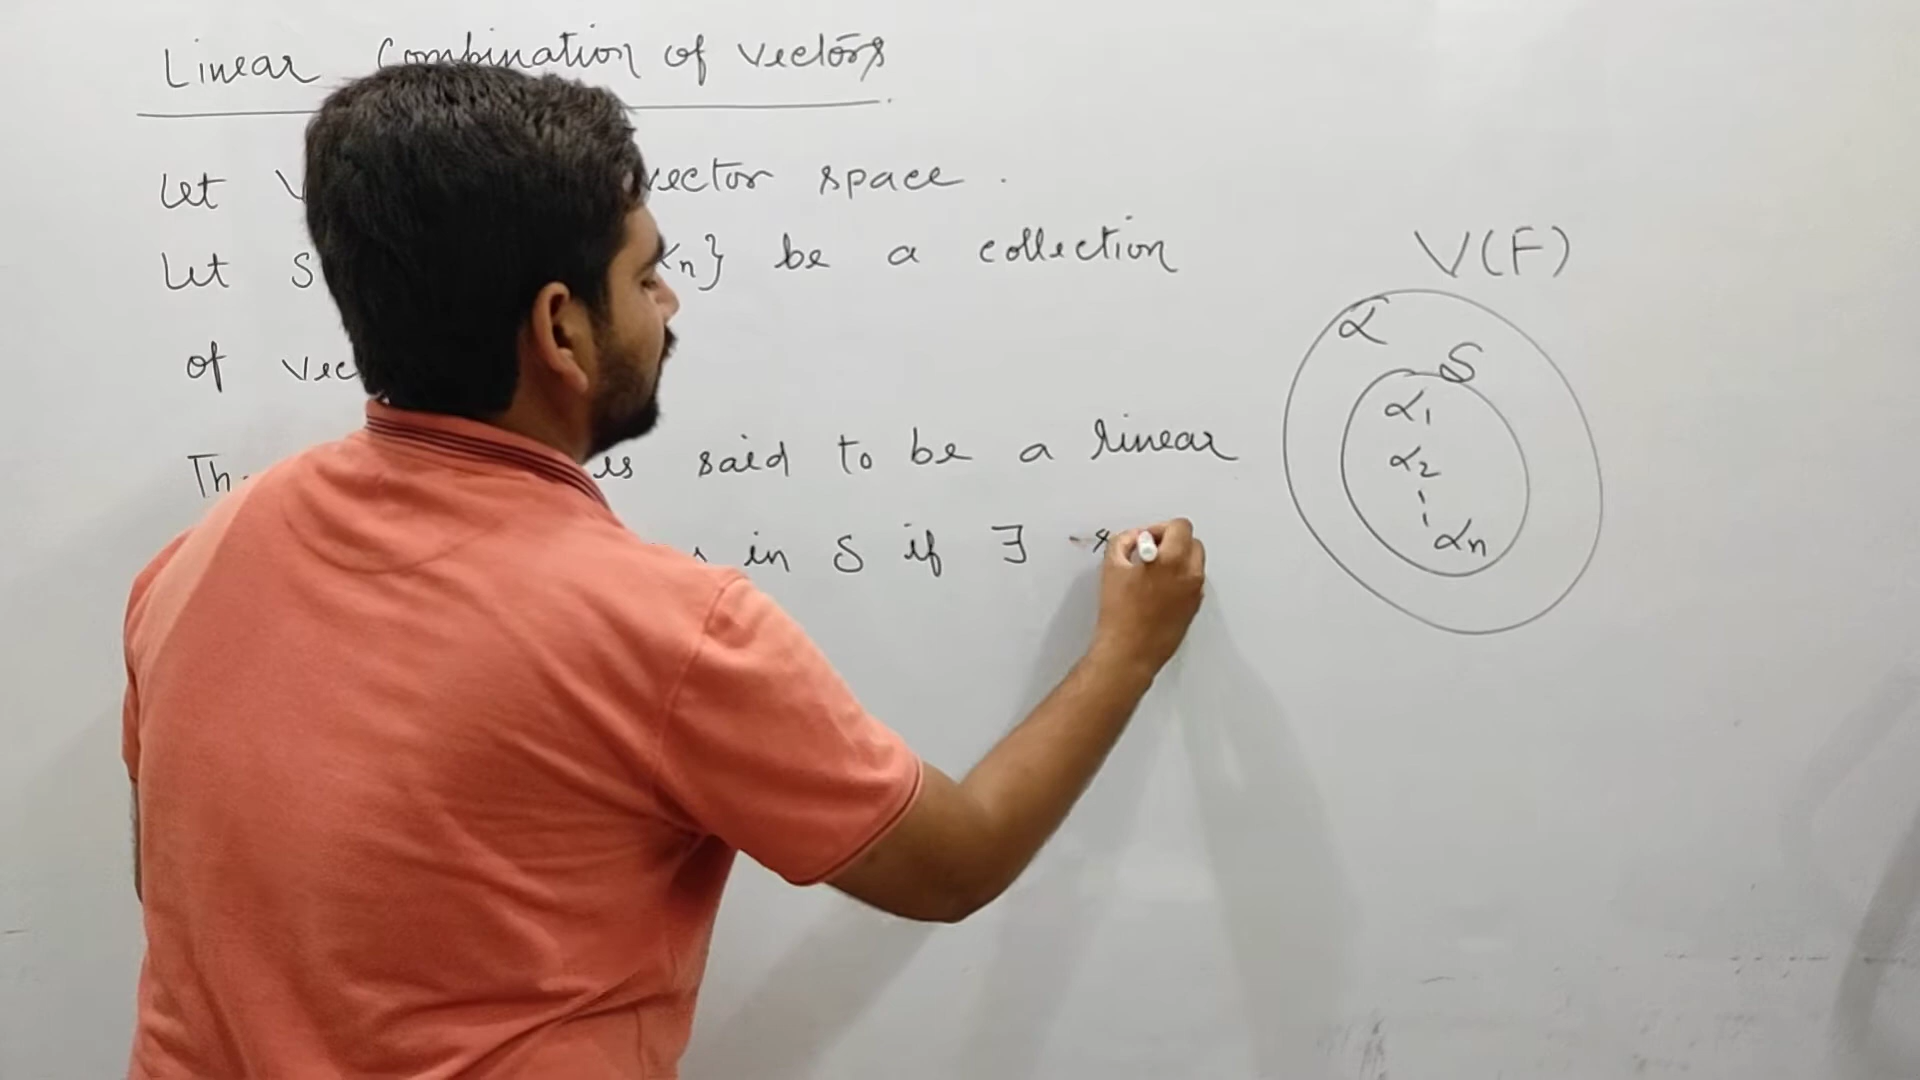 Linear Combination of vectors
Let V vector space .
Let S αn} be a collection
of vec
is said to be a linear
in S if ∃
V(F)
α
S
α1
α2
αn